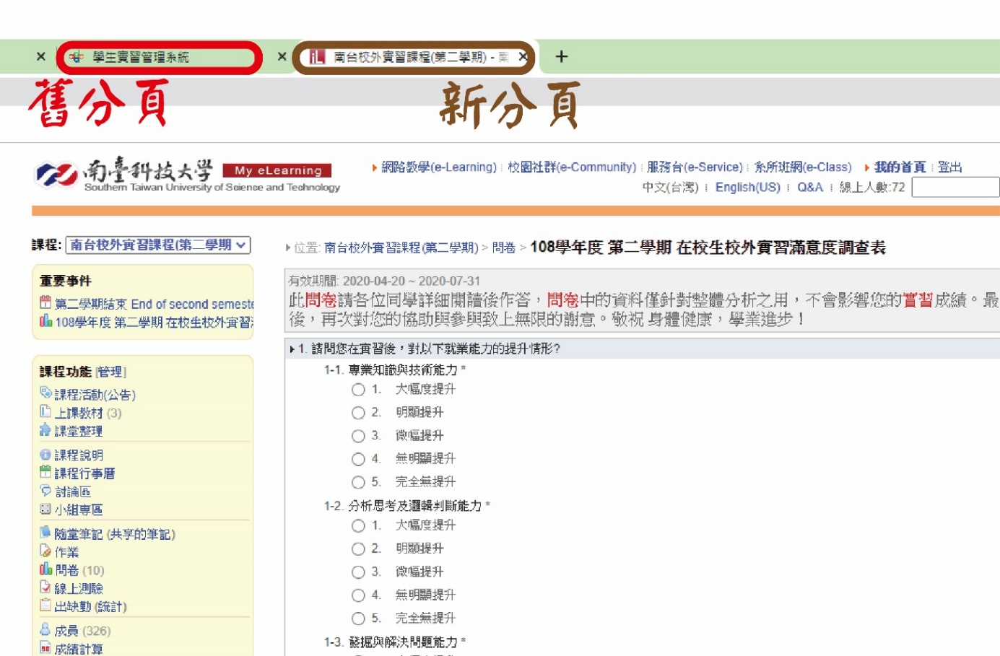 學生實習管理系統
南台校外實習課程(第二學期) - 南
舊分頁
新分頁
南臺科技大學 My eLearning
Southern Taiwan University of Science and Technology
網路教學(e-Learning) 校園社群(e-Community) 服務台(e-Service) 系所班網(e-Class) 我的首頁 登出
中文(台灣) English(US) Q&A 線上人數:72
課程: 南台校外實習課程(第二學期
位置: 南台校外實習課程(第二學期) > 問卷 > 108學年度 第二學期 在校生校外實習滿意度調查表
重要事件
第二學期結束 End of second semeste
108學年度 第二學期 在校生校外實習
有效期間: 2020-04-20 ~ 2020-07-31
此問卷請各位同學詳細閱讀後作答，問卷中的資料僅針對整體分析之用，不會影響您的實習成績。最
後，再次對您的協助與參與致上無限的謝意。敬祝 身體健康，學業進步！
課程功能 [管理]
課程活動(公告)
上課教材 (3)
課堂整理
課程說明
課程行事曆
討論區
小組專區
隨堂筆記 (共享的筆記)
作業
問卷 (10)
線上測驗
出缺勤 (統計)
成員 (326)
成績計算
1. 請問您在實習後，對以下就業能力的提升情形?
1-1. 專業知識與技術能力 *
1. 大幅度提升
2. 明顯提升
3. 微幅提升
4. 無明顯提升
5. 完全無提升
1-2. 分析思考及邏輯判斷能力 *
1. 大幅度提升
2. 明顯提升
3. 微幅提升
4. 無明顯提升
5. 完全無提升
1-3. 發掘與解決問題能力 *